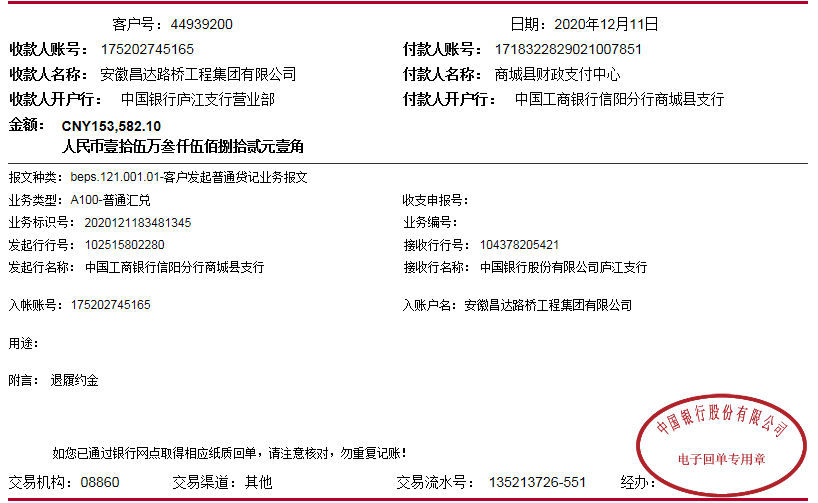 客户号：44939200 日期：2020年12月11日
收款人账号：175202745165 付款人账号：1718322829021007851
收款人名称：安徽昌达路桥工程集团有限公司 付款人名称：商城县财政支付中心
收款人开户行：中国银行庐江支行营业部 付款人开户行：中国工商银行信阳分行商城县支行
金额：CNY153,582.10
人民币壹拾伍万叁仟伍佰捌拾贰元壹角
报文种类：beps.121.001.01-客户发起普通贷记业务报文
业务类型：A100-普通汇兑 收支申报号：
业务标识号：2020121183481345 业务编号：
发起行行号：102515802280 接收行行号：104378205421
发起行名称：中国工商银行信阳分行商城县支行 接收行名称：中国银行股份有限公司庐江支行
入帐账号：175202745165 入账户名：安徽昌达路桥工程集团有限公司
用途：
附言：退履约金
中国银行股份有限公司
电子回单专用章
如您已通过银行网点取得相应纸质回单，请注意核对，勿重复记账！
交易机构：08860 交易渠道：其他 交易流水号：135213726-551 经办：